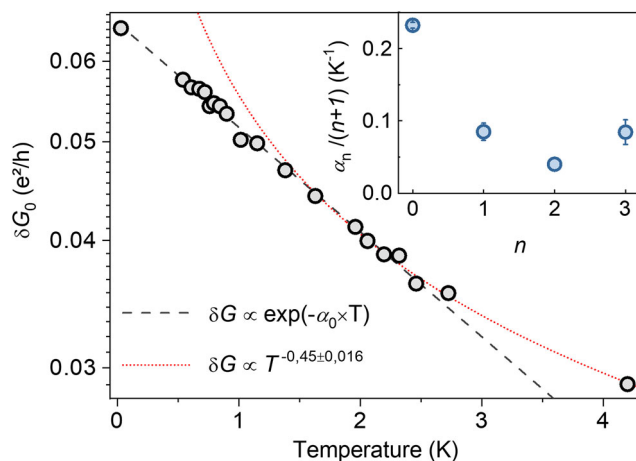 δG₀ (e²/h)
0.06
0.05
0.04
0.03
0
1
2
3
4
Temperature (K)
δG ∝ exp(-α₀×T)
δG ∝ T^-0,45±0,016
αₙ/(n+1) (K⁻¹)
0.2
0.1
0.0
0
1
2
3
n